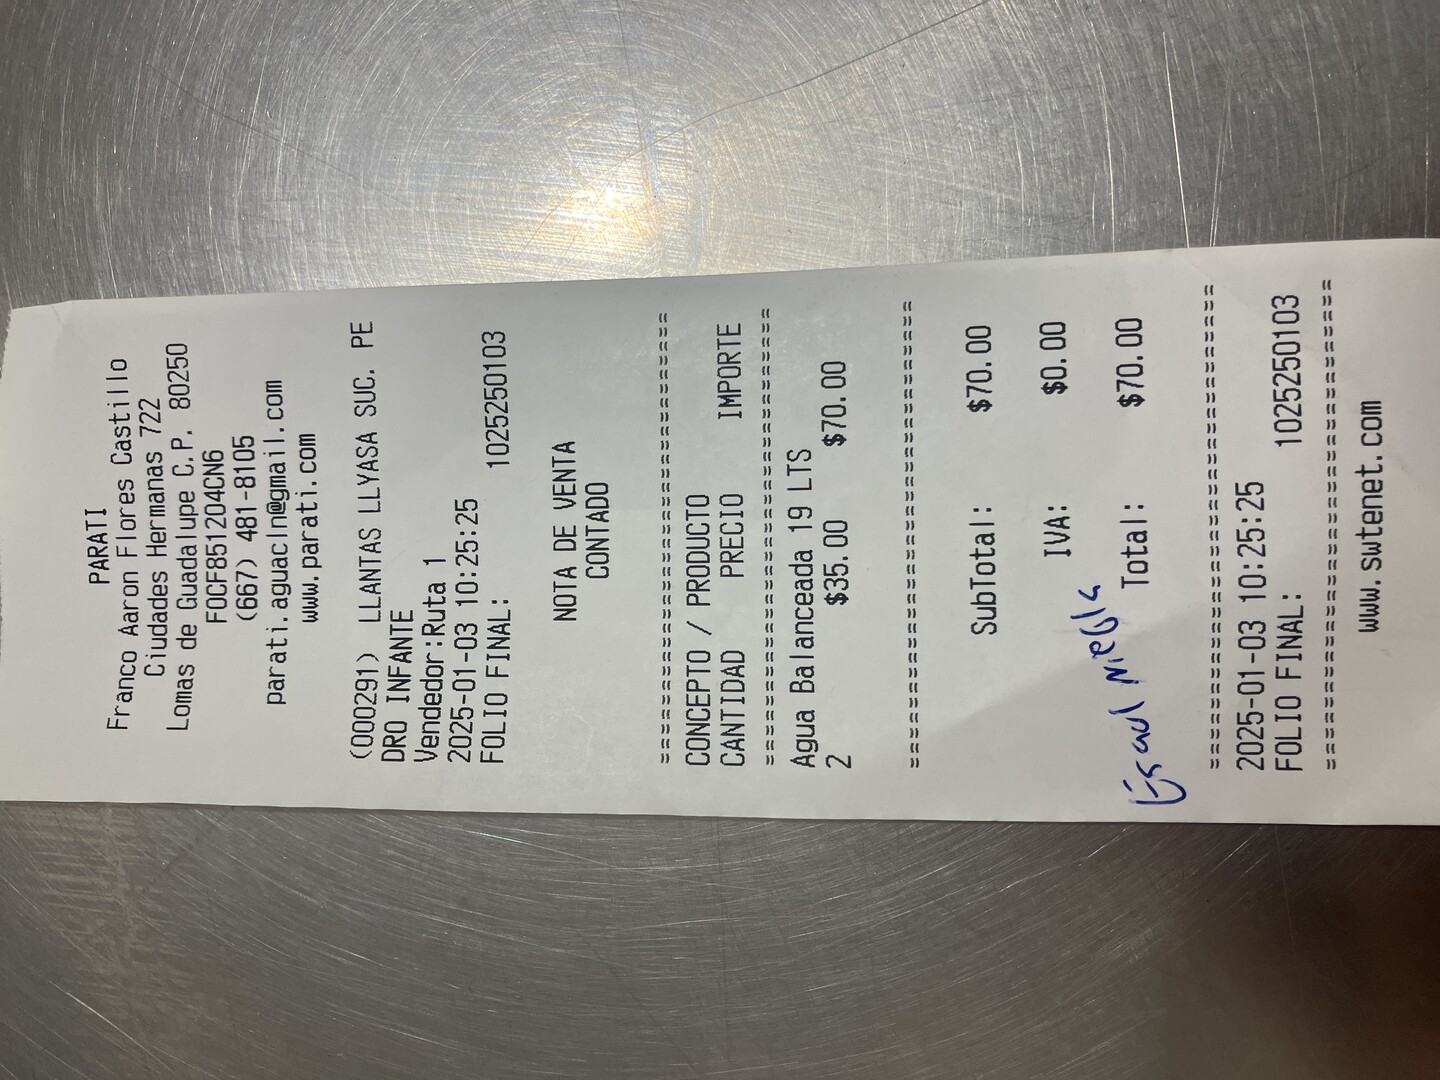 PARATI
Franco Aaron Flores Castillo
Ciudades Hermanas 722
Lomas de Guadalupe C.P. 80250
FOCF851204CN6
(667) 481-8105
parati.aguacln@gmail.com
www.parati.com
(000291) LLANTAS LLYASA SUC. PE
DRO INFANTE
Vendedor:Ruta 1
2025-01-03 10:25:25
FOLIO FINAL: 1025250103
NOTA DE VENTA
CONTADO
==============================
CONCEPTO / PRODUCTO
CANTIDAD PRECIO IMPORTE
==============================
Agua Balanceada 19 LTS
2 $35.00 $70.00
==============================
SubTotal: $70.00
IVA: $0.00
Total: $70.00
==============================
2025-01-03 10:25:25
FOLIO FINAL: 1025250103
==============================
www.swtenet.com